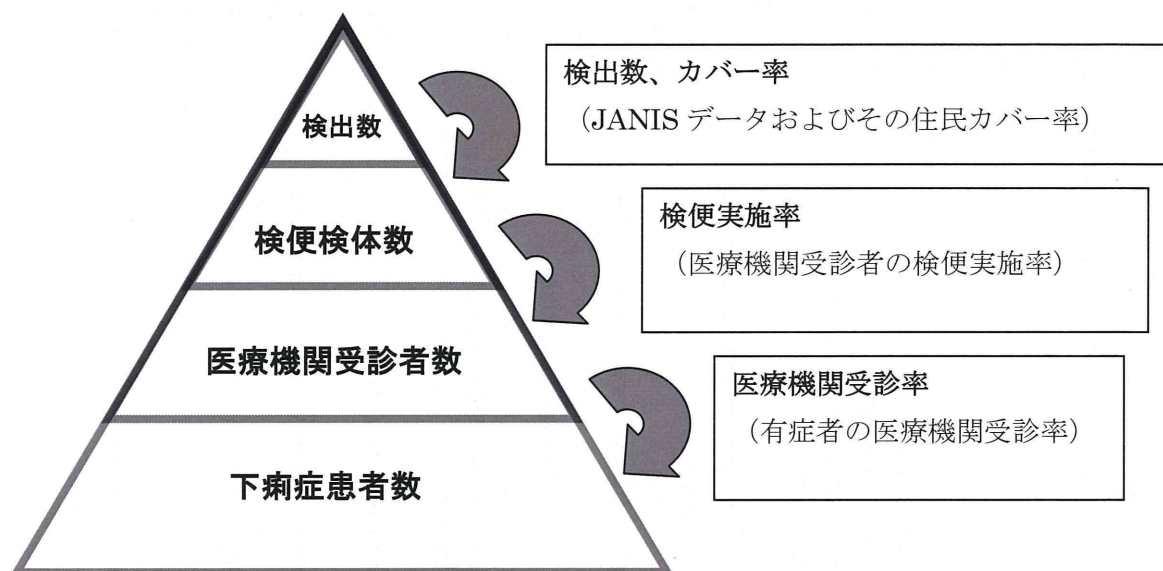 検出数
検便検体数
医療機関受診者数
下痢症患者数
検出数、カバー率
（JANIS データおよびその住民カバー率）
検便実施率
（医療機関受診者の検便実施率）
医療機関受診率
（有症者の医療機関受診率）